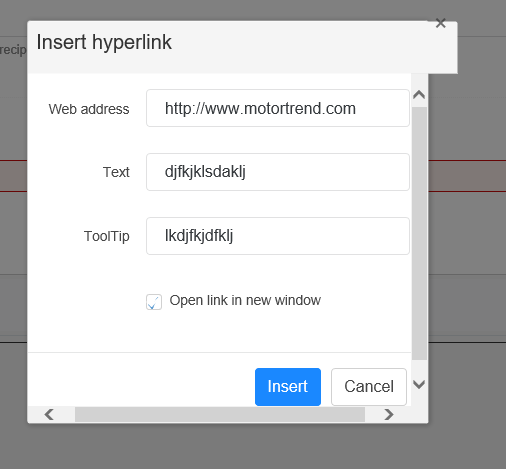 Insert hyperlink
recip
Web address http://www.motortrend.com
Text djfkjklsdaklj
ToolTip lkdjfkjdfklj
Open link in new window
Insert Cancel